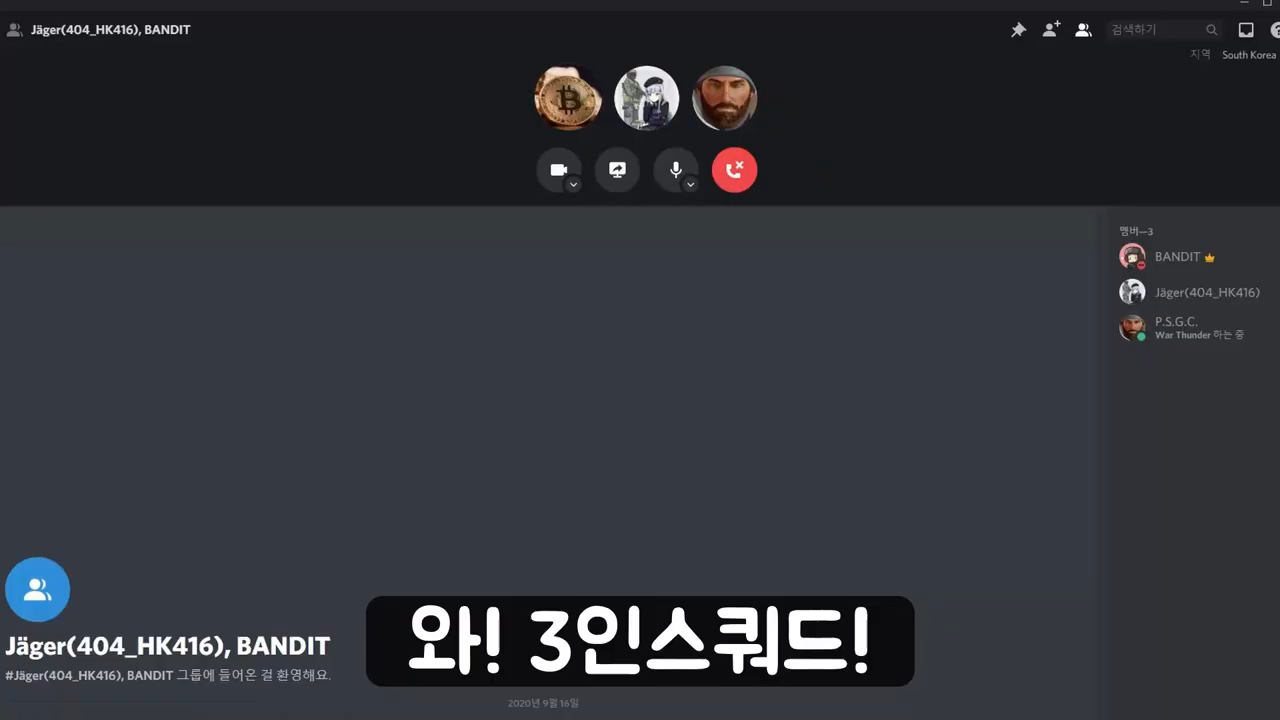 Jäger(404_HK416), BANDIT
검색하기
지역 South Korea
멤버—3
BANDIT
Jäger(404_HK416)
P.S.G.C.
War Thunder 하는 중
Jäger(404_HK416), BANDIT
#Jäger(404_HK416), BANDIT 그룹에 들어온 걸 환영해요.
와! 3인스쿼드!
2020년 9월 16일